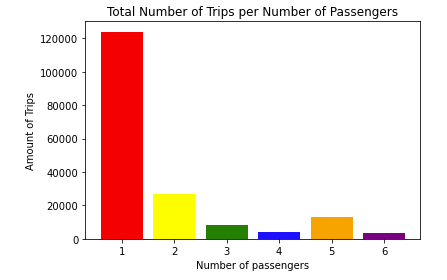 Total Number of Trips per Number of Passengers
120000
100000
80000
60000
40000
20000
0
Amount of Trips
1 2 3 4 5 6
Number of passengers